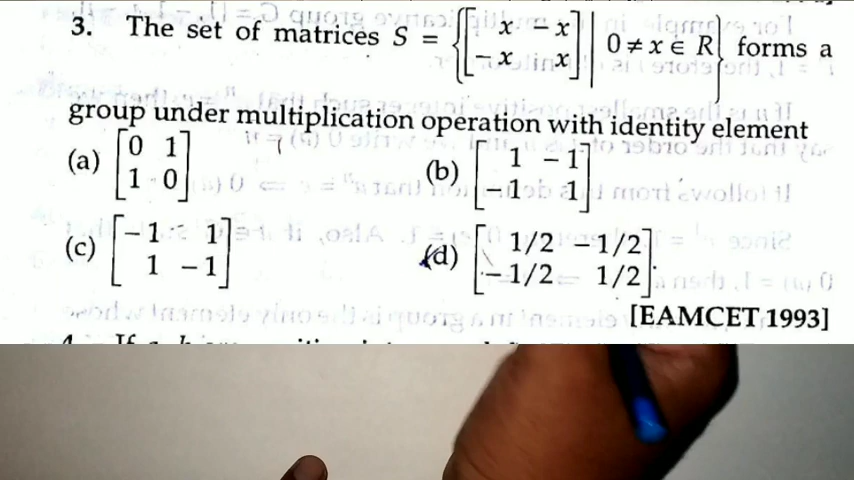 3. The set of matrices S = {[x -x -x x] | 0 ≠ x ∈ R} forms a
group under multiplication operation with identity element
(a) [0 1 1 0] (b) [1 -1 -1 1]
(c) [-1 1 1 -1] (d) [1/2 -1/2 -1/2 1/2].
[EAMCET 1993]